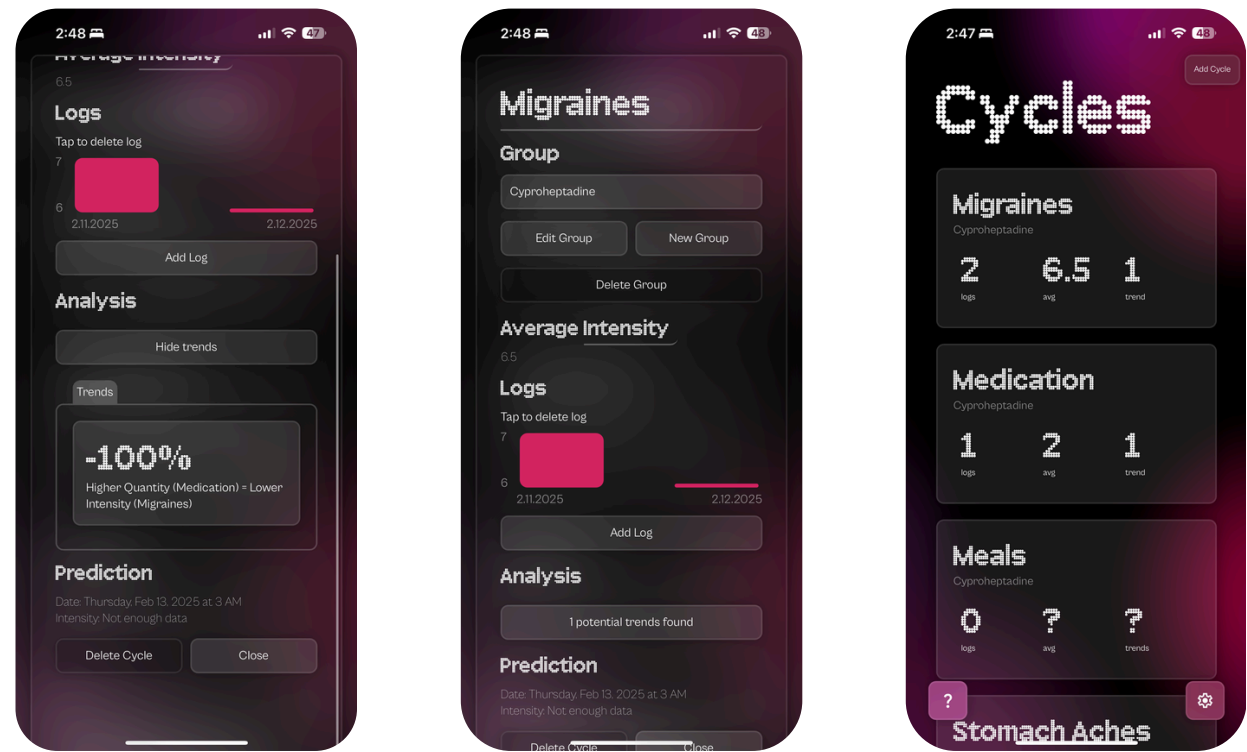 2:48
47
Average Intensity
6.5
Logs
Tap to delete log
7
6
2.11.2025
2.12.2025
Add Log
Analysis
Hide trends
Trends
-100%
Higher Quantity (Medication) = Lower
Intensity (Migraines)
Prediction
Date: Thursday, Feb 13, 2025 at 3 AM
Intensity: Not enough data
Delete Cycle
Close
2:48
48
Migraines
Group
Cyproheptadine
Edit Group
New Group
Delete Group
Average Intensity
6.5
Logs
Tap to delete log
7
6
2.11.2025
2.12.2025
Add Log
Analysis
1 potential trends found
Prediction
Date: Thursday, Feb 13, 2025 at 3 AM
Intensity: Not enough data
Delete Cycle
Close
2:47
48
Add Cycle
Cycles
Migraines
Cyproheptadine
2 6.5 1
logs avg trend
Medication
Cyproheptadine
1 2 1
logs avg trend
Meals
Cyproheptadine
0 ? ?
logs avg trends
?
Stomach Aches